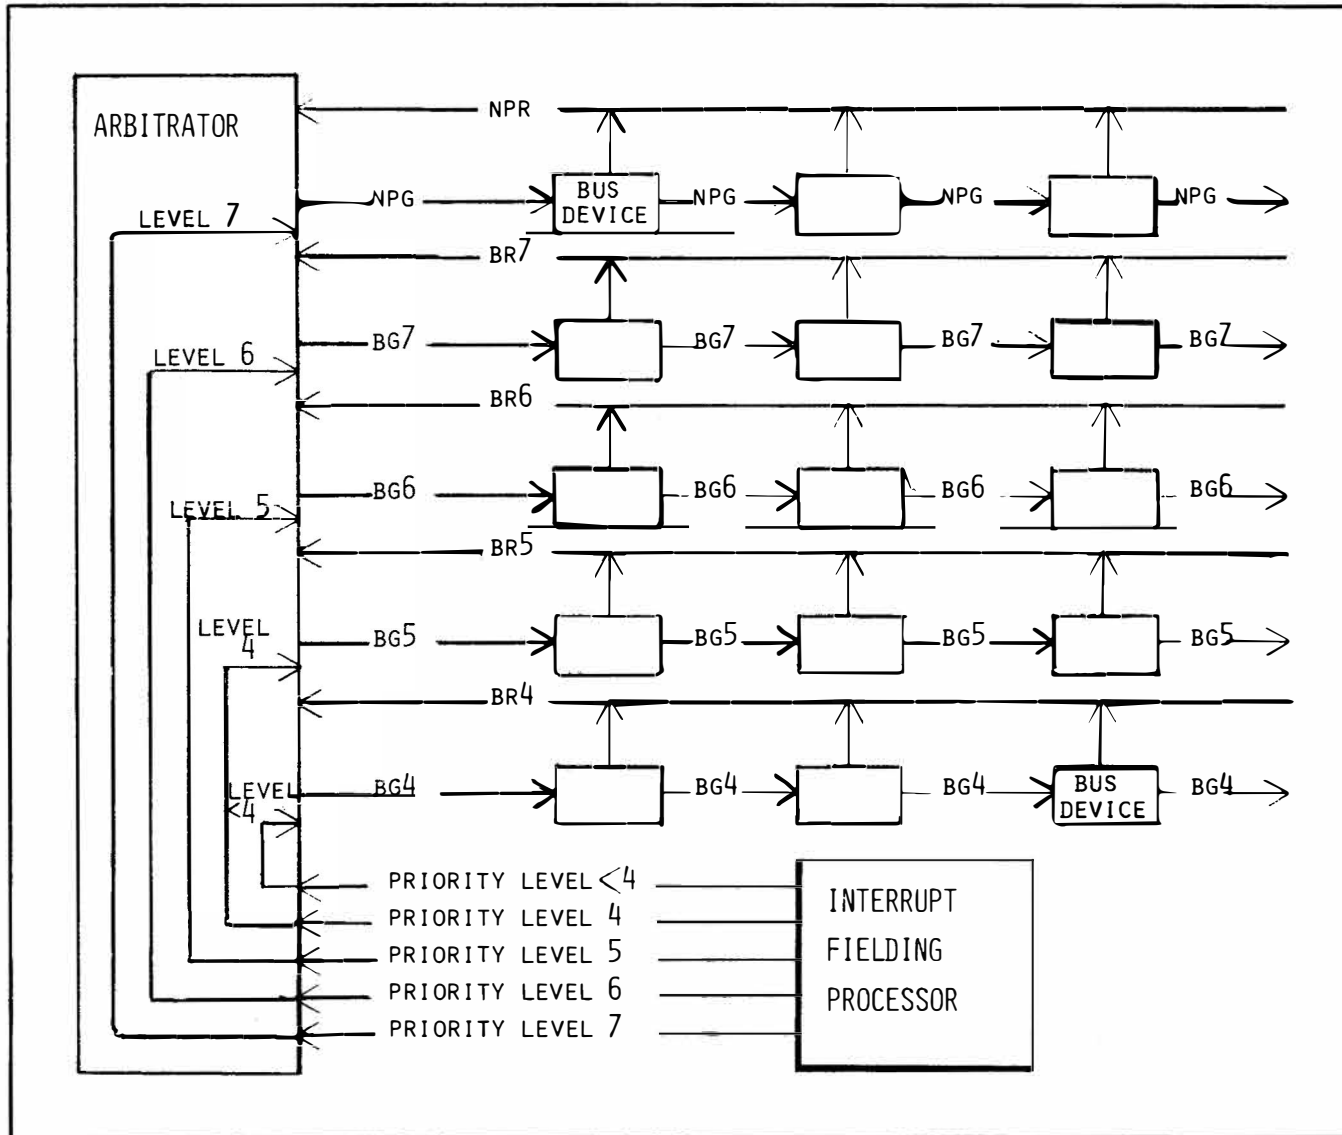 ARBITRATOR
NPR
NPG
BUS
DEVICE
NPG
NPG
NPG
LEVEL 7
BR7
BG7
BG7
BG7
BG7
LEVEL 6
BR6
BG6
BG6
BG6
BG6
LEVEL 5
BR5
BG5
BG5
BG5
BG5
LEVEL
4
BR4
BG4
BG4
BG4
BUS
DEVICE
BG4
LEVEL
<4
PRIORITY LEVEL <4
PRIORITY LEVEL 4
PRIORITY LEVEL 5
PRIORITY LEVEL 6
PRIORITY LEVEL 7
INTERRUPT
FIELDING
PROCESSOR